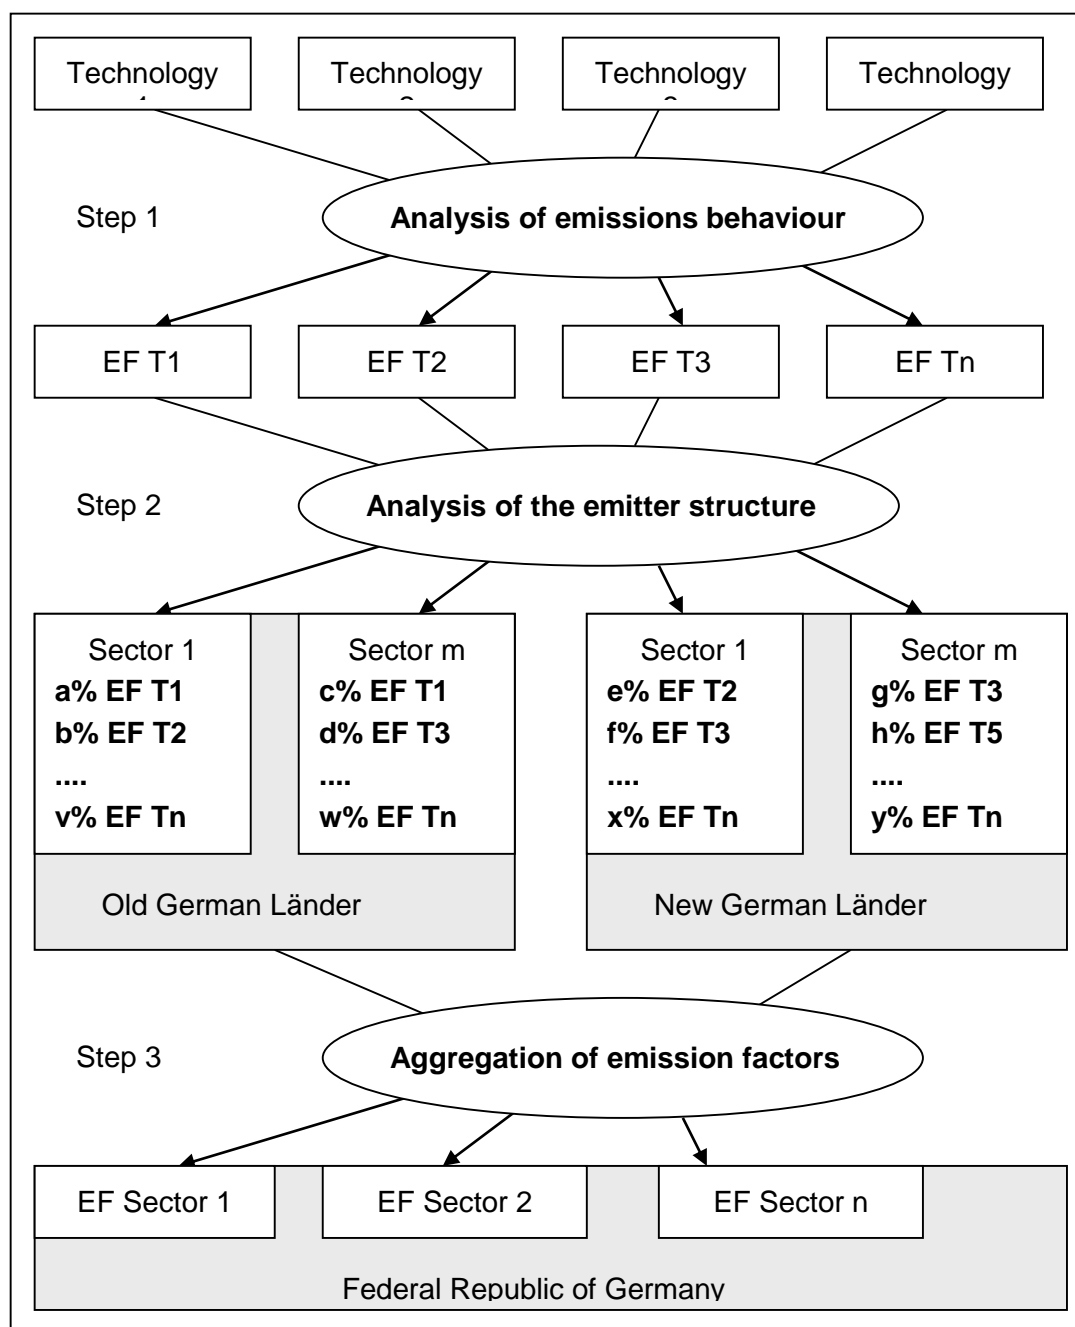 Technology
Technology
Technology
Technology
Step 1
Analysis of emissions behaviour
EF T1
EF T2
EF T3
EF Tn
Step 2
Analysis of the emitter structure
Sector 1
a% EF T1
b% EF T2
....
v% EF Tn
Sector m
c% EF T1
d% EF T3
....
w% EF Tn
Old German Länder
Sector 1
e% EF T2
f% EF T3
....
x% EF Tn
Sector m
g% EF T3
h% EF T5
....
y% EF Tn
New German Länder
Step 3
Aggregation of emission factors
EF Sector 1
EF Sector 2
EF Sector n
Federal Republic of Germany